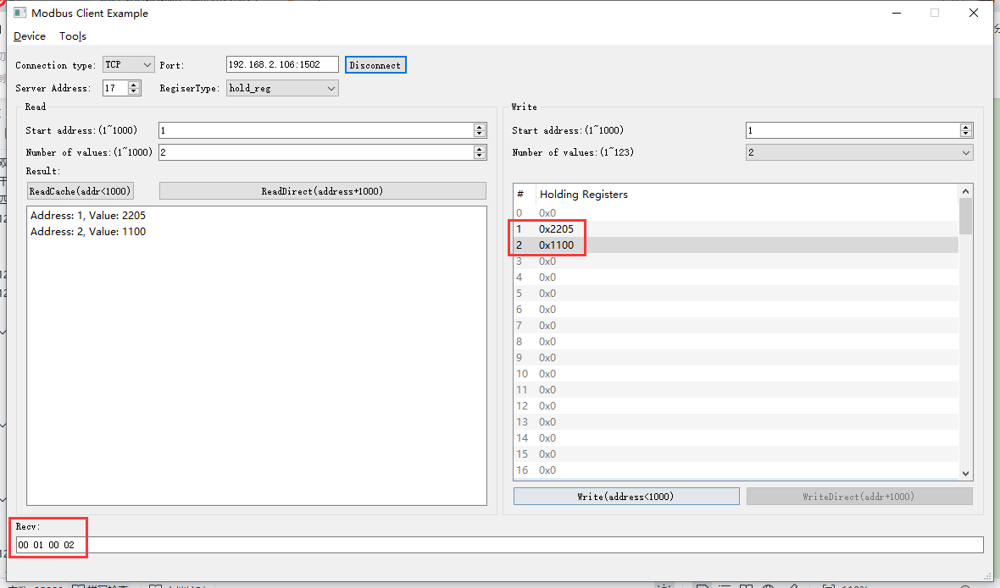 Modbus Client Example
Device Tools
Connection type: TCP Port: 192.168.2.106:1502 Disconnect
Server Address: 17 RegiserType: hold_reg
Read
Start address:(1~1000) 1
Number of values:(1~1000) 2
Result:
ReadCache(addr<1000) ReadDirect(address+1000)
Address: 1, Value: 2205
Address: 2, Value: 1100
Write
Start address:(1~1000) 1
Number of values:(1~123) 2
# Holding Registers
0 0x0
1 0x2205
2 0x1100
3 0x0
4 0x0
5 0x0
6 0x0
7 0x0
8 0x0
9 0x0
10 0x0
11 0x0
12 0x0
13 0x0
14 0x0
15 0x0
16 0x0
Write(address<1000) WriteDirect(addr+1000)
Recv:
00 01 00 02